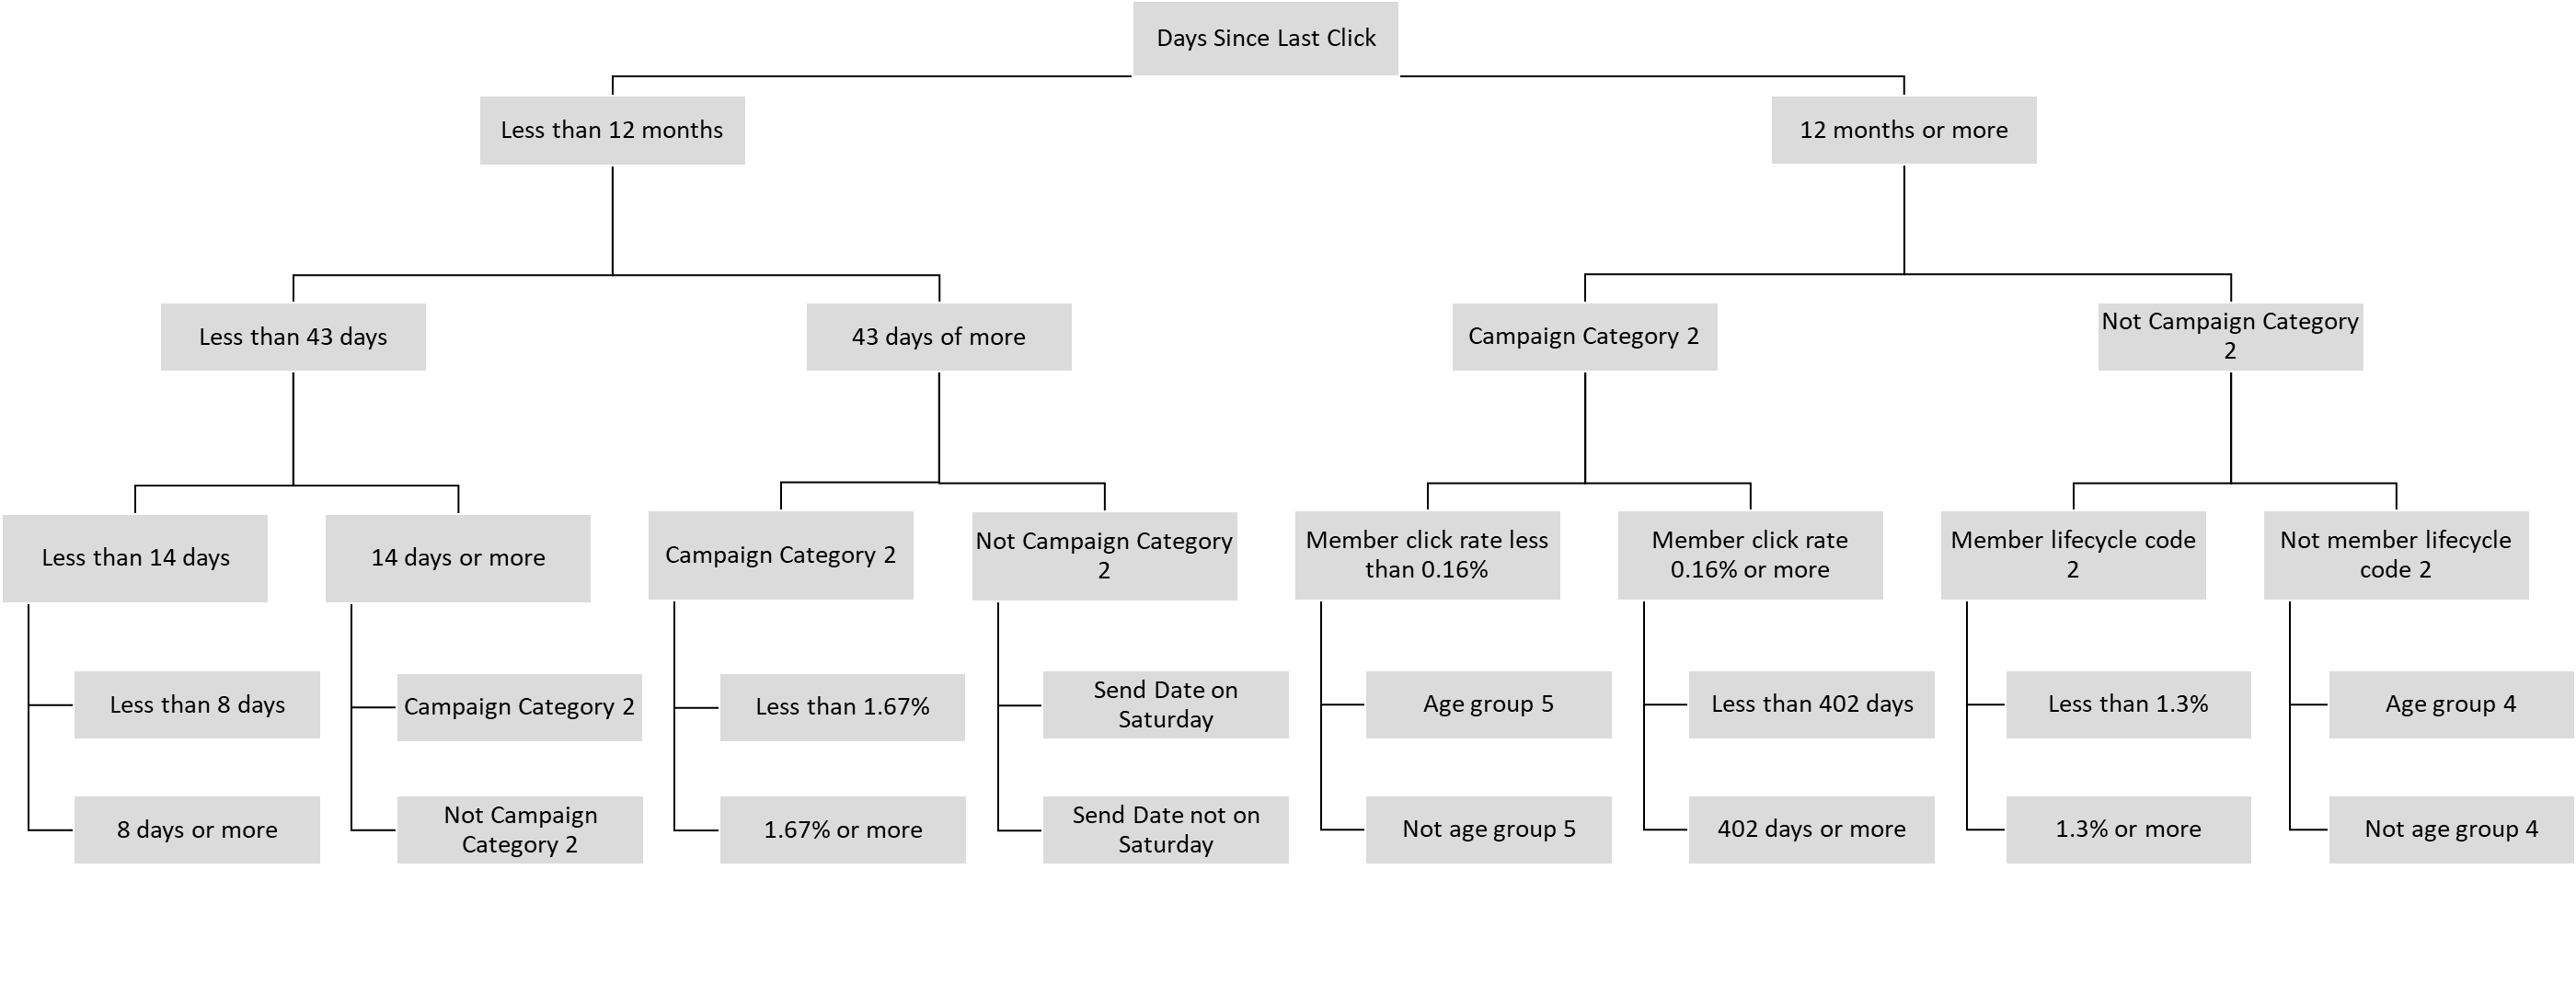 Days Since Last Click
Less than 12 months
12 months or more
Less than 43 days
43 days of more
Campaign Category 2
Not Campaign Category
2
Less than 14 days
14 days or more
Campaign Category 2
Not Campaign Category
2
Member click rate less
than 0.16%
Member click rate
0.16% or more
Member lifecycle code
2
Not member lifecycle
code 2
Less than 8 days
Campaign Category 2
Less than 1.67%
Send Date on
Saturday
Age group 5
Less than 402 days
Less than 1.3%
Age group 4
8 days or more
Not Campaign
Category 2
1.67% or more
Send Date not on
Saturday
Not age group 5
402 days or more
1.3% or more
Not age group 4